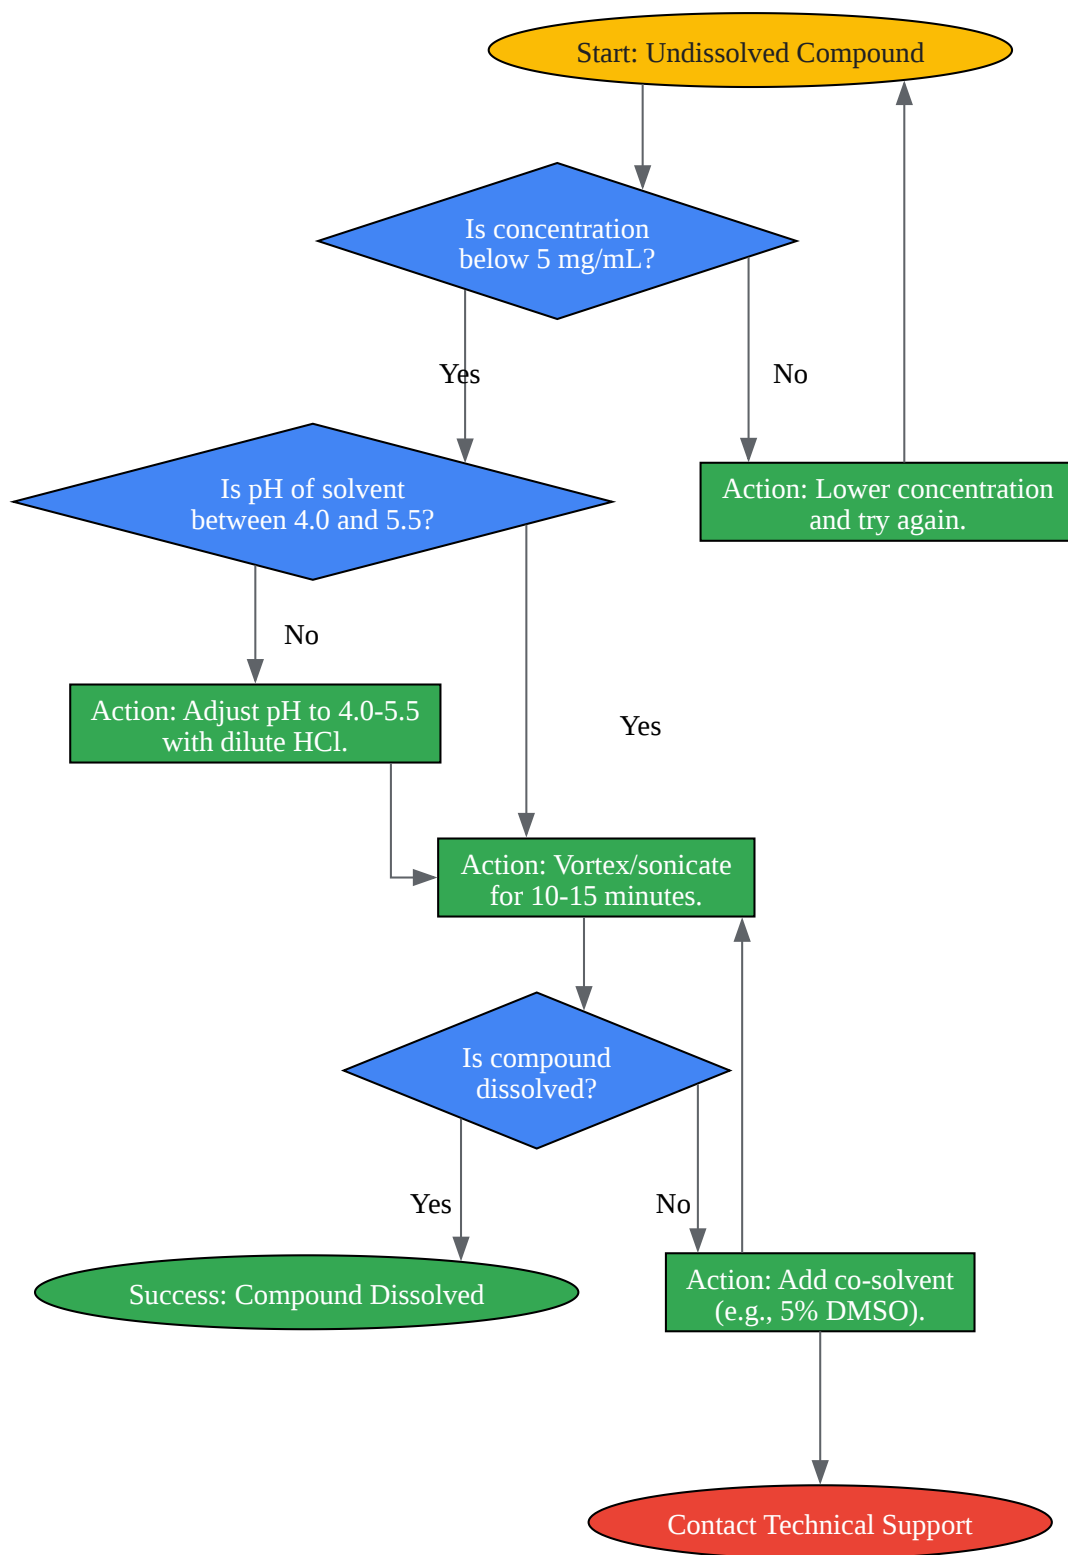 Start: Undissolved Compound
Is concentration
below 5 mg/mL?
Yes
No
Is pH of solvent
between 4.0 and 5.5?
Action: Lower concentration
and try again.
No
Action: Adjust pH to 4.0-5.5
with dilute HCl.
Yes
Action: Vortex/sonicate
for 10-15 minutes.
Is compound
dissolved?
Yes
No
Success: Compound Dissolved
Action: Add co-solvent
(e.g., 5% DMSO).
Contact Technical Support